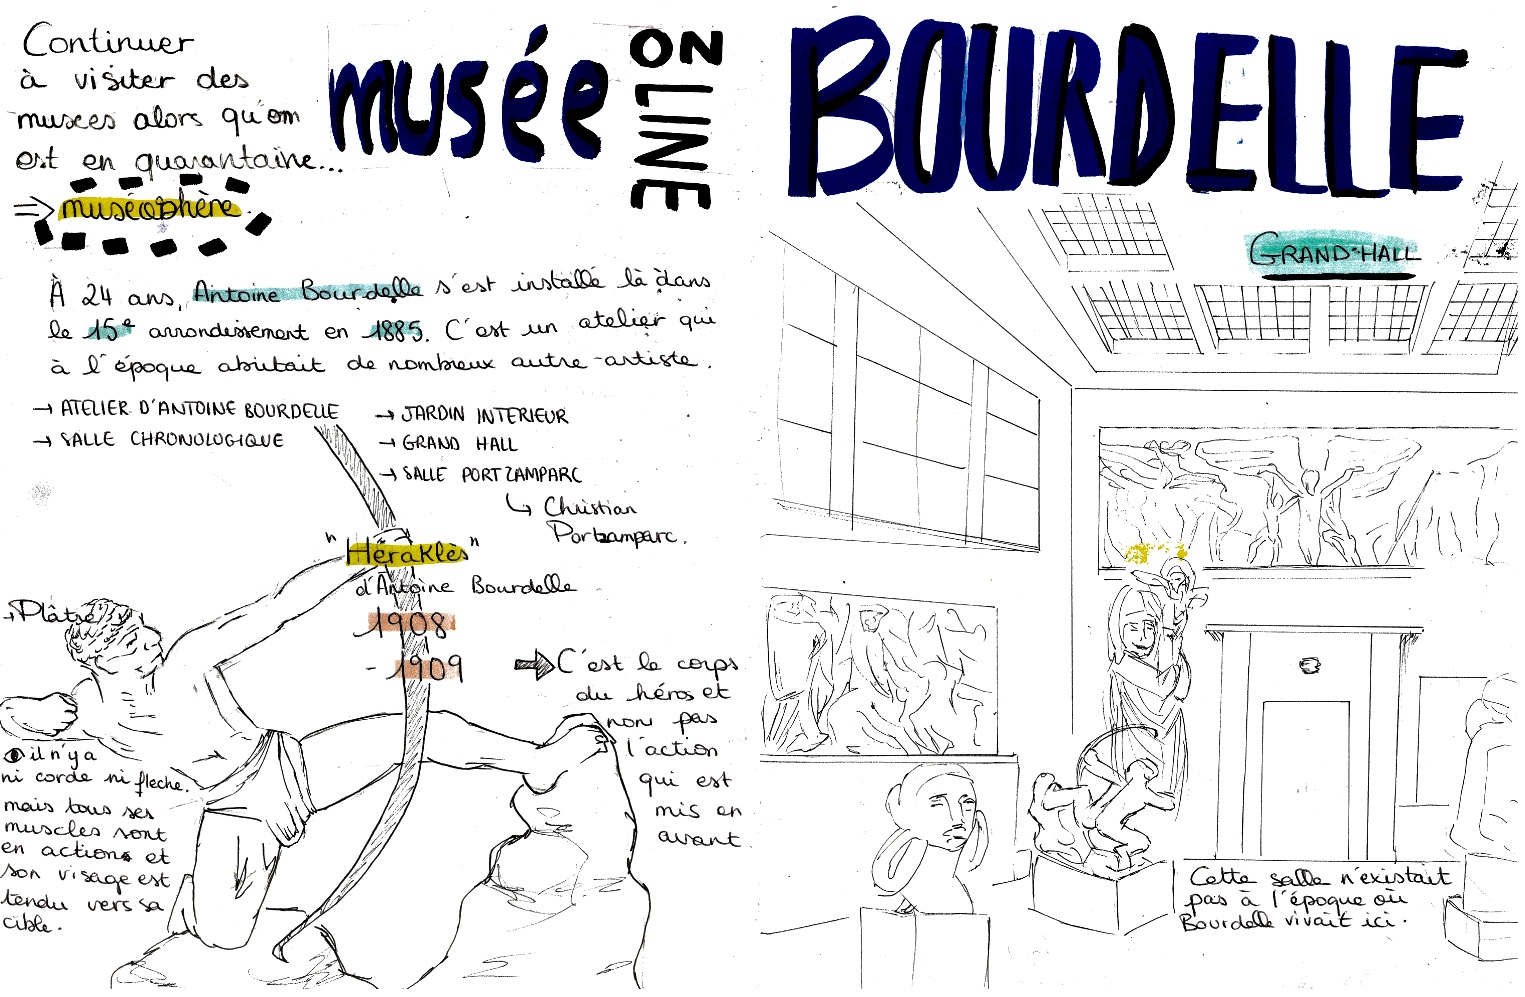 Continuer
à visiter des
musées alors qu'on
est en quarantaine...
⇒ muséosphère
musée
ON LINE
BOURDELLE
GRAND-HALL
À 24 ans, Antoine Bourdelle s'est installé là dans
le 15e arrondissement en 1885. C'est un atelier qui
à l'époque abritait de nombreux autre artiste.
→ ATELIER D'ANTOINE BOURDELLE
→ SALLE CHRONOLOGIQUE
→ JARDIN INTERIEUR
→ GRAND HALL
→ SALLE PORTZAMPARC
↳ Christian
Portzamparc.
"Héraklès"
d'Antoine Bourdelle
1908
- 1909
→ Plâtre
➡ C'est le corps
du héros et
non pas
l'action
qui est
mis en
avant
il n'y a
ni corde ni fleche.
mais tous ses
muscles sont
en actions et
son visage est
tendu vers sa
cible.
Cette salle n'existait
pas à l'époque où
Bourdelle vivait ici.